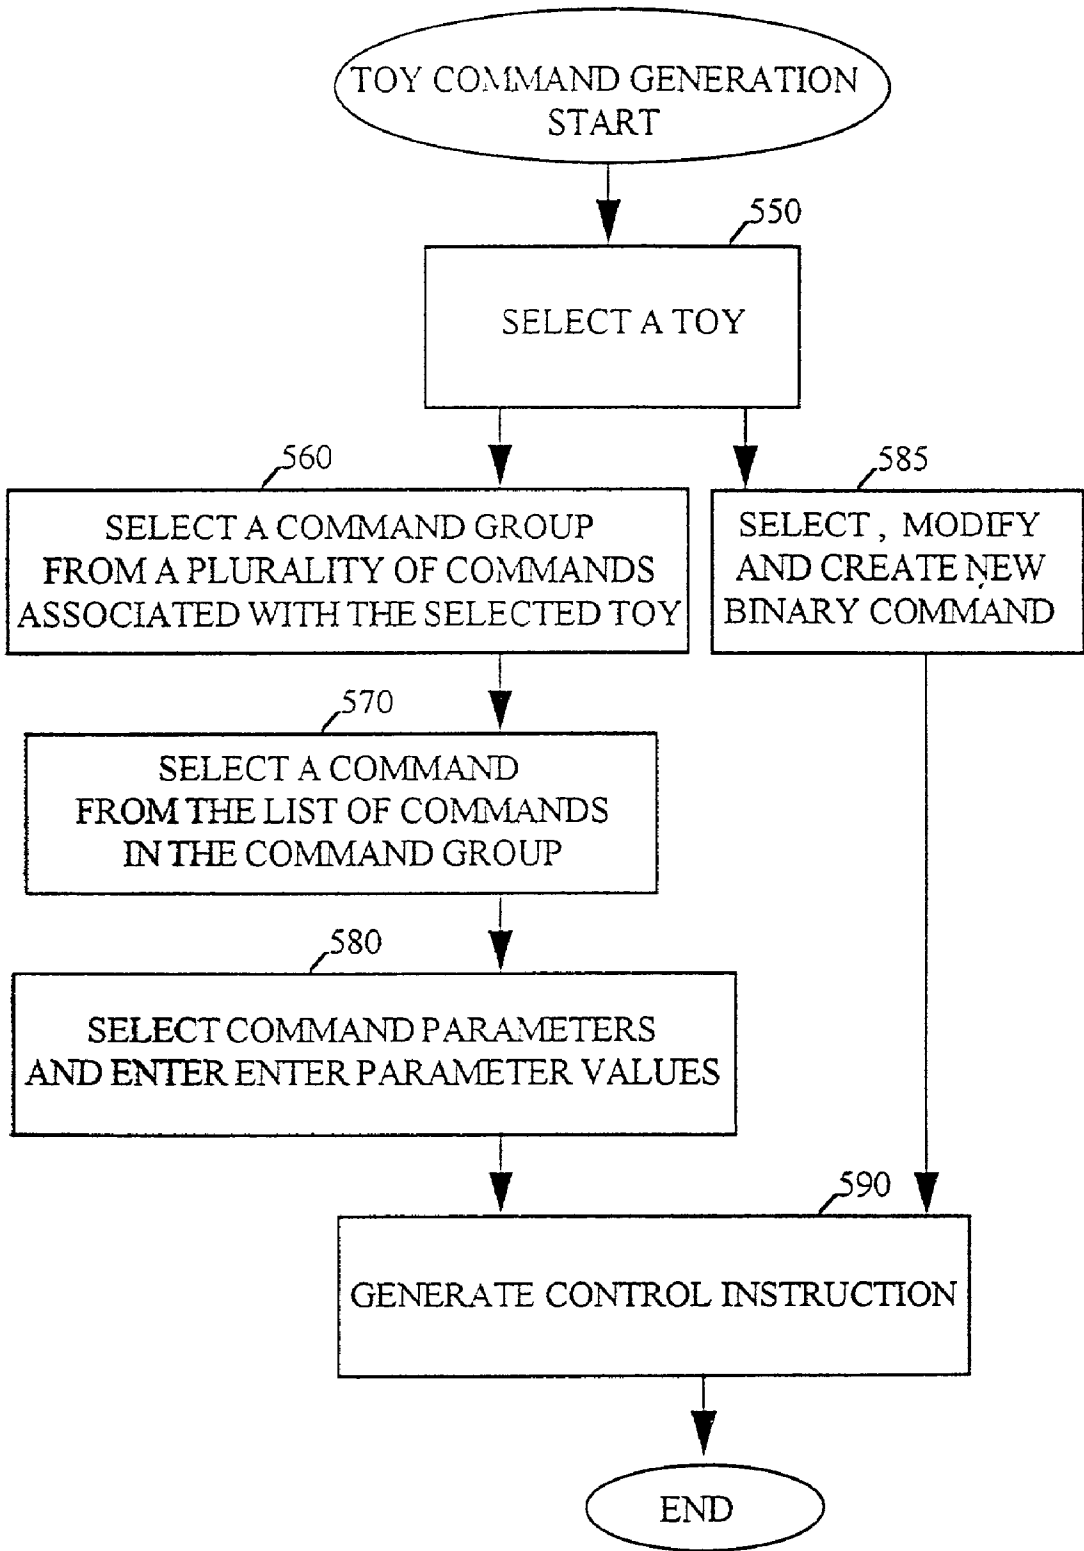 TOY COMMAND GENERATION
START
550
SELECT A TOY
560
SELECT A COMMAND GROUP
FROM A PLURALITY OF COMMANDS
ASSOCIATED WITH THE SELECTED TOY
585
SELECT , MODIFY
AND CREATE NEW
BINARY COMMAND
570
SELECT A COMMAND
FROM THE LIST OF COMMANDS
IN THE COMMAND GROUP
580
SELECT COMMAND PARAMETERS
AND ENTER ENTER PARAMETER VALUES
590
GENERATE CONTROL INSTRUCTION
END